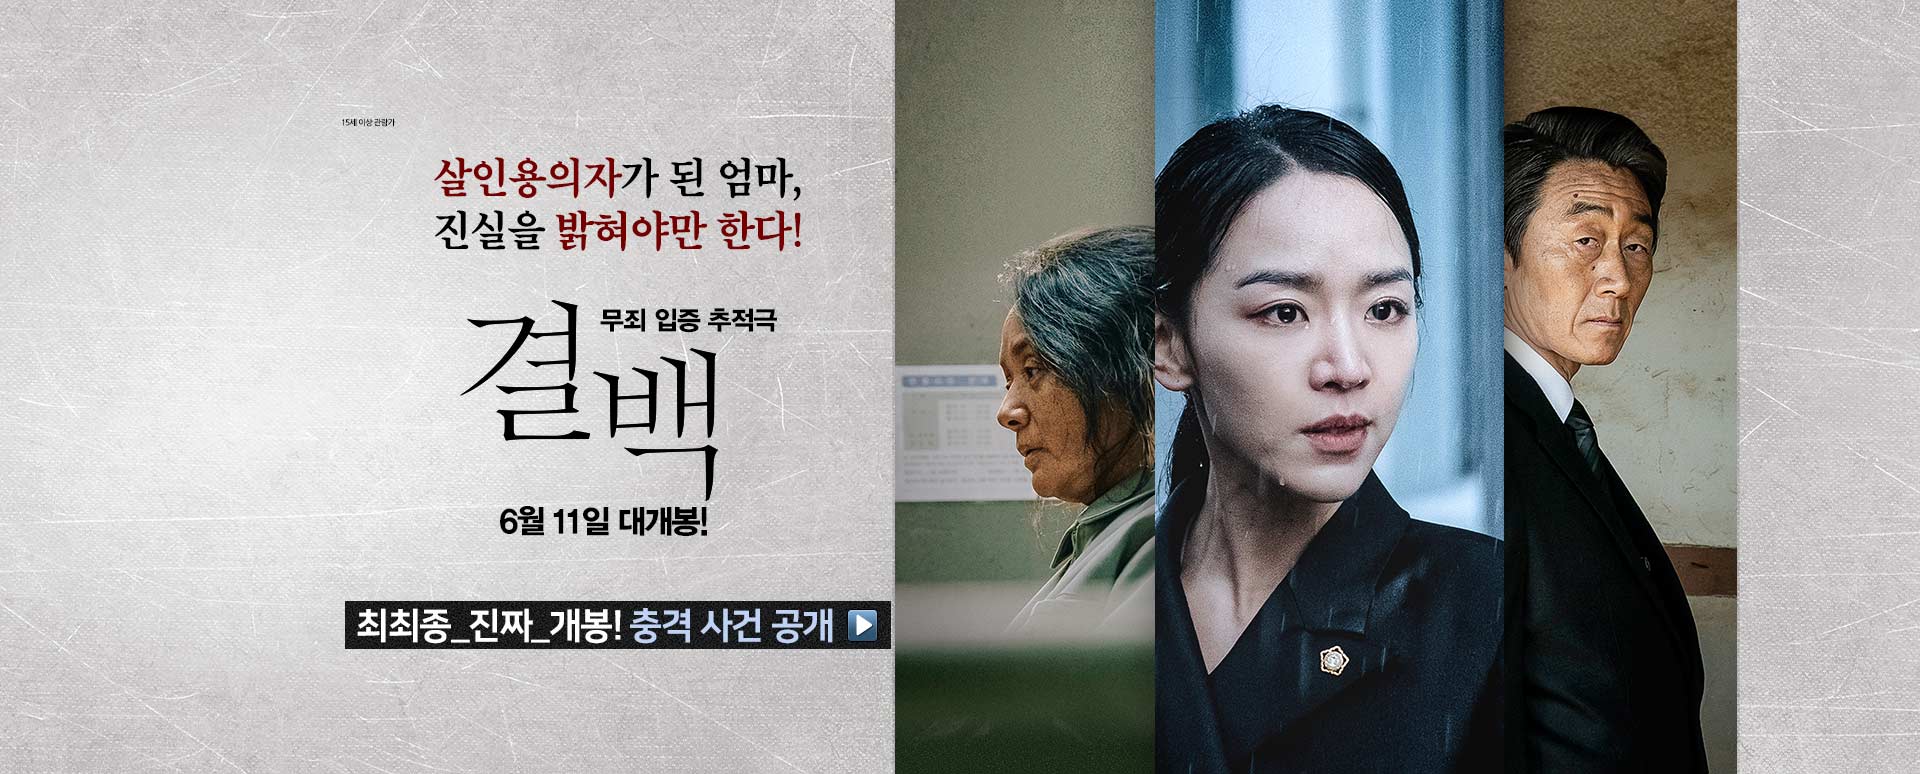 15세 이상 관람가
살인용의자가 된 엄마,
진실을 밝혀야만 한다!
무죄 입증 추적극
결백
6월 11일 대개봉!
최최종_진짜_개봉! 충격 사건 공개